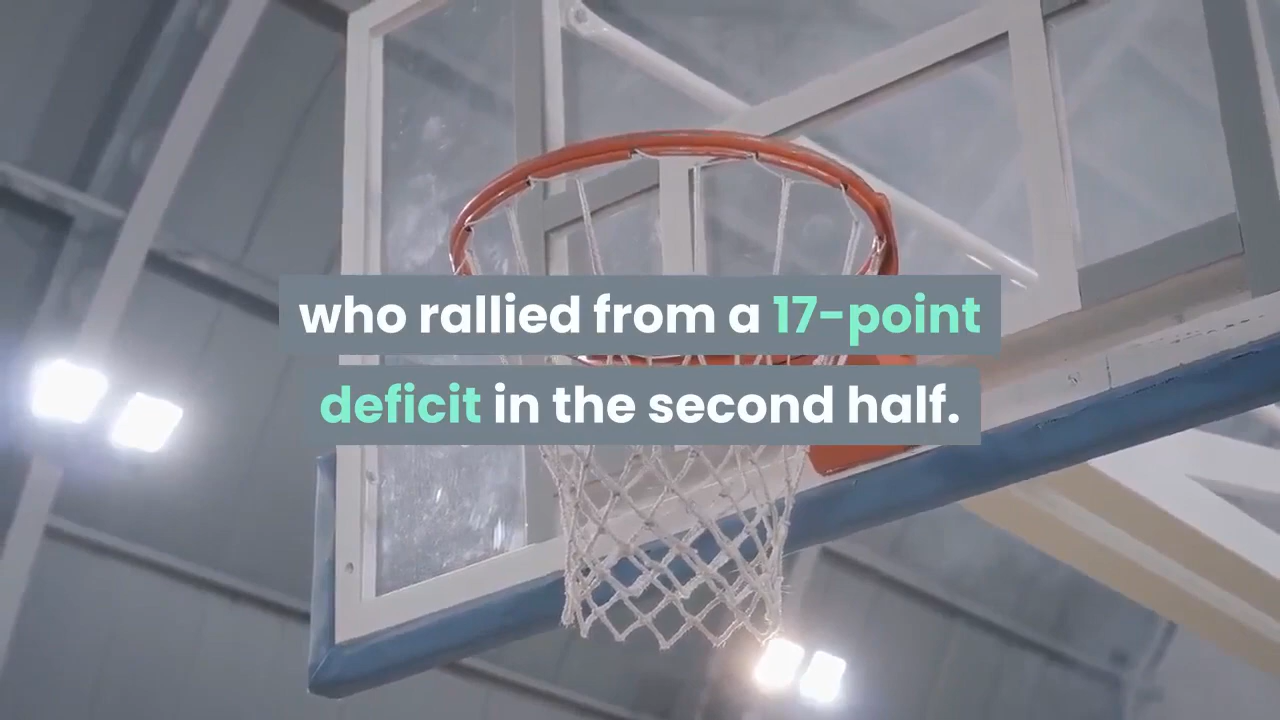 who rallied from a 17-point
deficit in the second half.